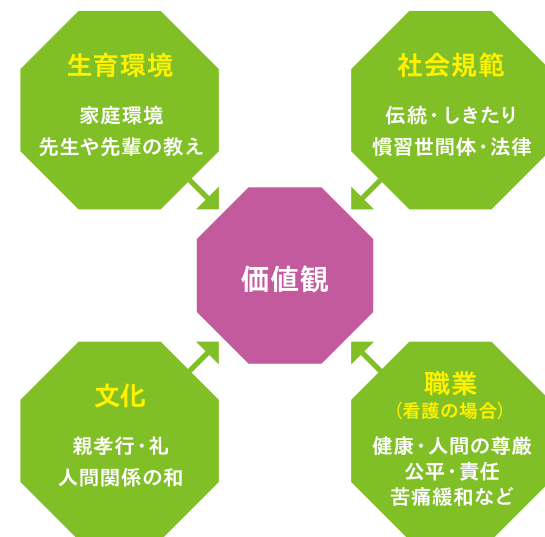 生育環境
家庭環境
先生や先輩の教え
社会規範
伝統・しきたり
慣習世間体・法律
価値観
文化
親孝行・礼
人間関係の和
職業
(看護の場合)
健康・人間の尊厳
公平・責任
苦痛緩和など